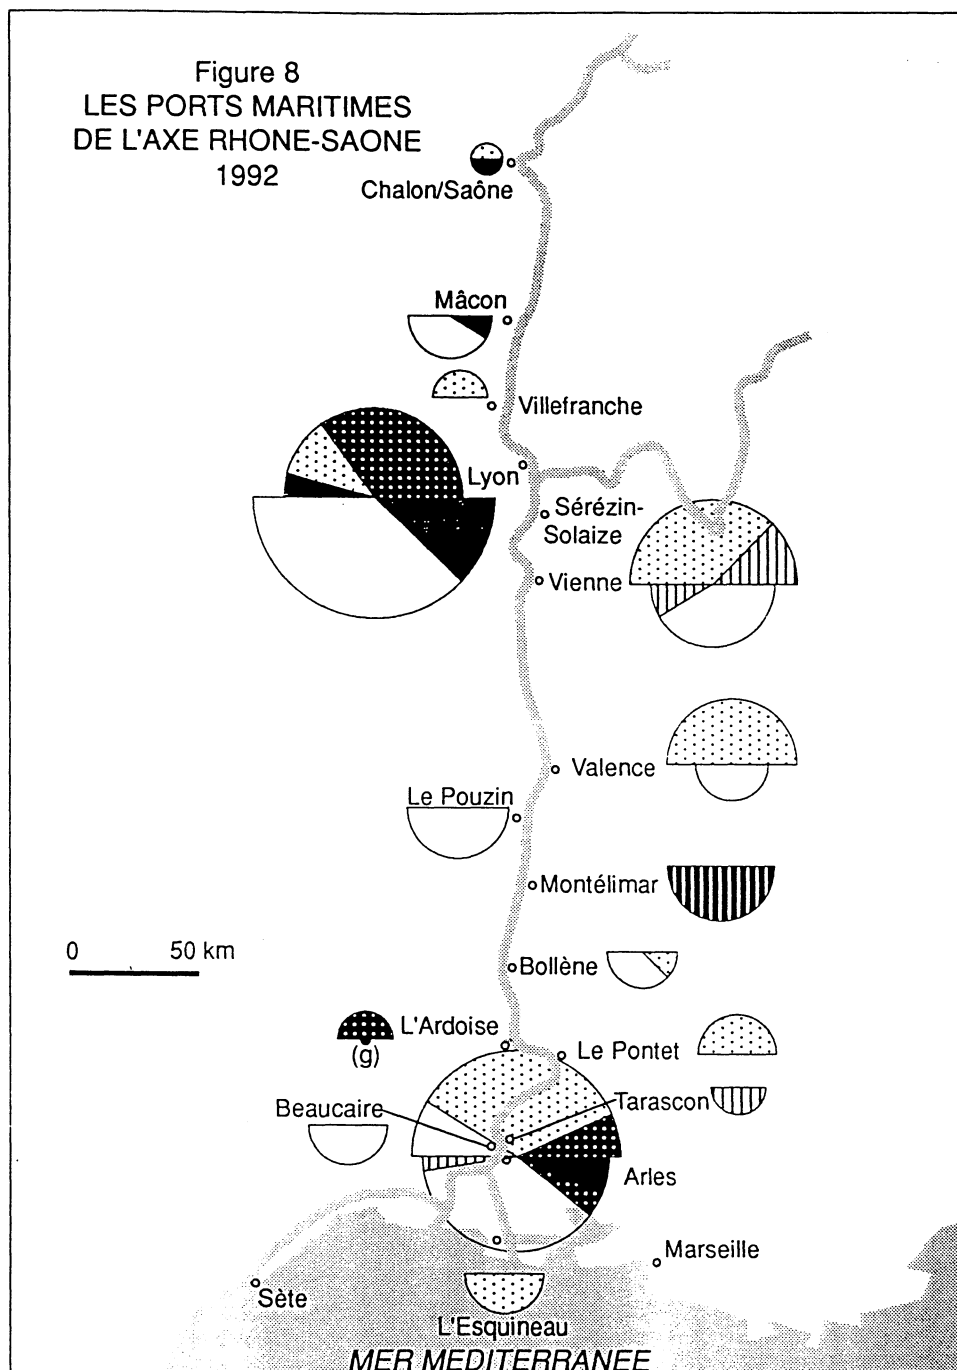 Figure 8
LES PORTS MARITIMES
DE L'AXE RHONE-SAONE
1992
Chalon/Saône
Mâcon
Villefranche
Lyon
Sérézin-
Solaize
Vienne
Valence
Le Pouzin
Montélimar
0 50 km
Bollène
L'Ardoise
(g)
Le Pontet
Beaucaire
Tarascon
Arles
Marseille
Sète
L'Esquineau
MER MEDITERRANEE